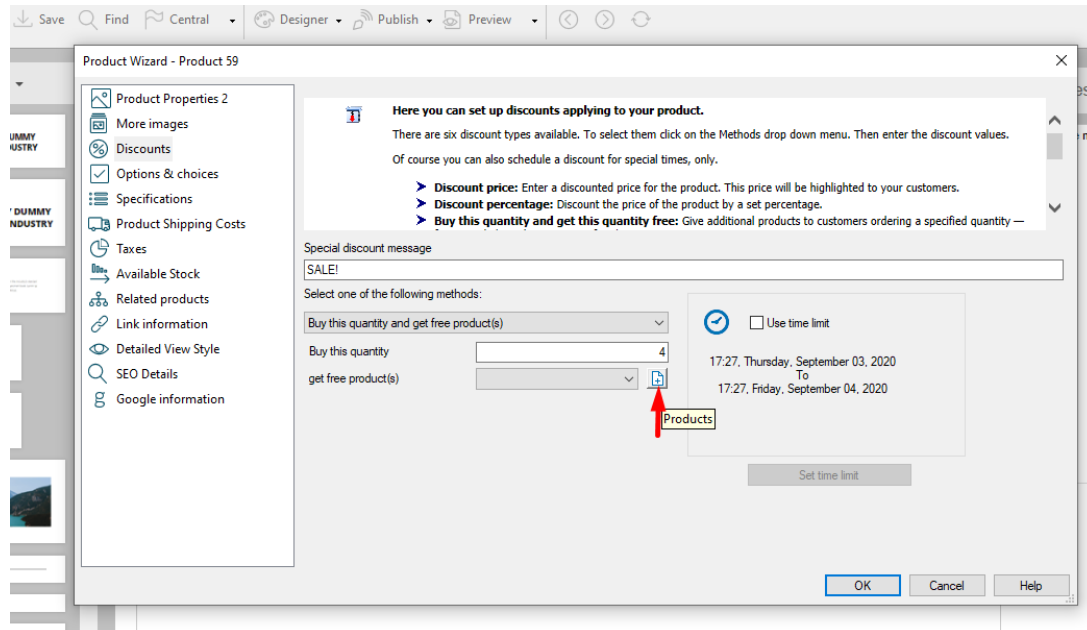 Save Find Central Designer Publish Preview
Product Wizard - Product 59
Product Properties 2
More images
Discounts
Options & choices
Specifications
Product Shipping Costs
Taxes
Available Stock
Related products
Link information
Detailed View Style
SEO Details
Google information
Here you can set up discounts applying to your product.
There are six discount types available. To select them click on the Methods drop down menu. Then enter the discount values.
Of course you can also schedule a discount for special times, only.
Discount price: Enter a discounted price for the product. This price will be highlighted to your customers.
Discount percentage: Discount the price of the product by a set percentage.
Buy this quantity and get this quantity free: Give additional products to customers ordering a specified quantity —
Special discount message
SALE!
Select one of the following methods:
Buy this quantity and get free product(s)
Buy this quantity 4
get free product(s)
Products
Use time limit
17:27, Thursday, September 03, 2020
To
17:27, Friday, September 04, 2020
Set time limit
OK Cancel Help
DUMMY
DUMMY